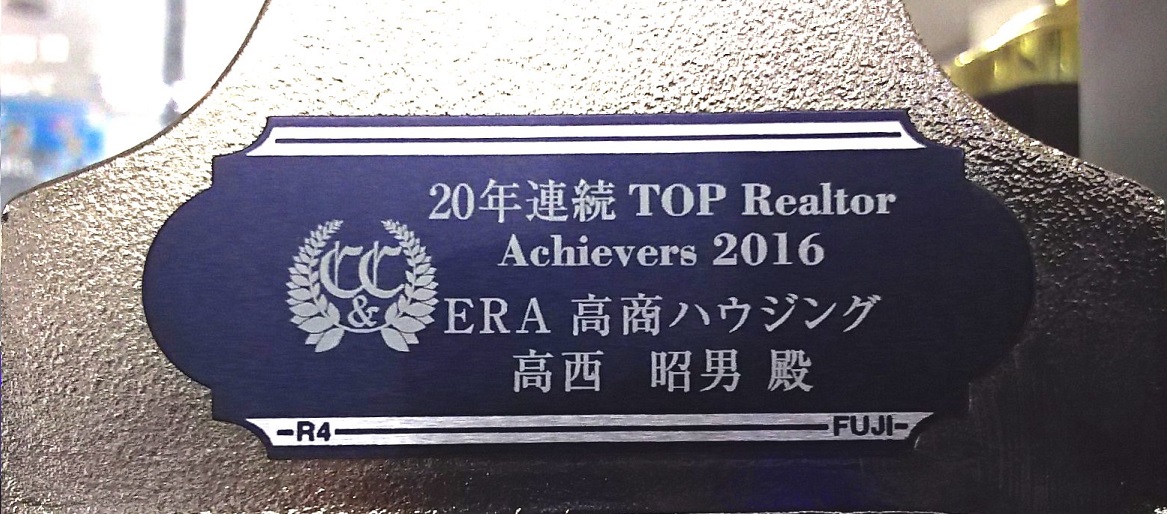 20年連続 TOP Realtor
Achievers 2016
CC
&
ERA 高商ハウジング
高西 昭男 殿
-R4
FUJI-